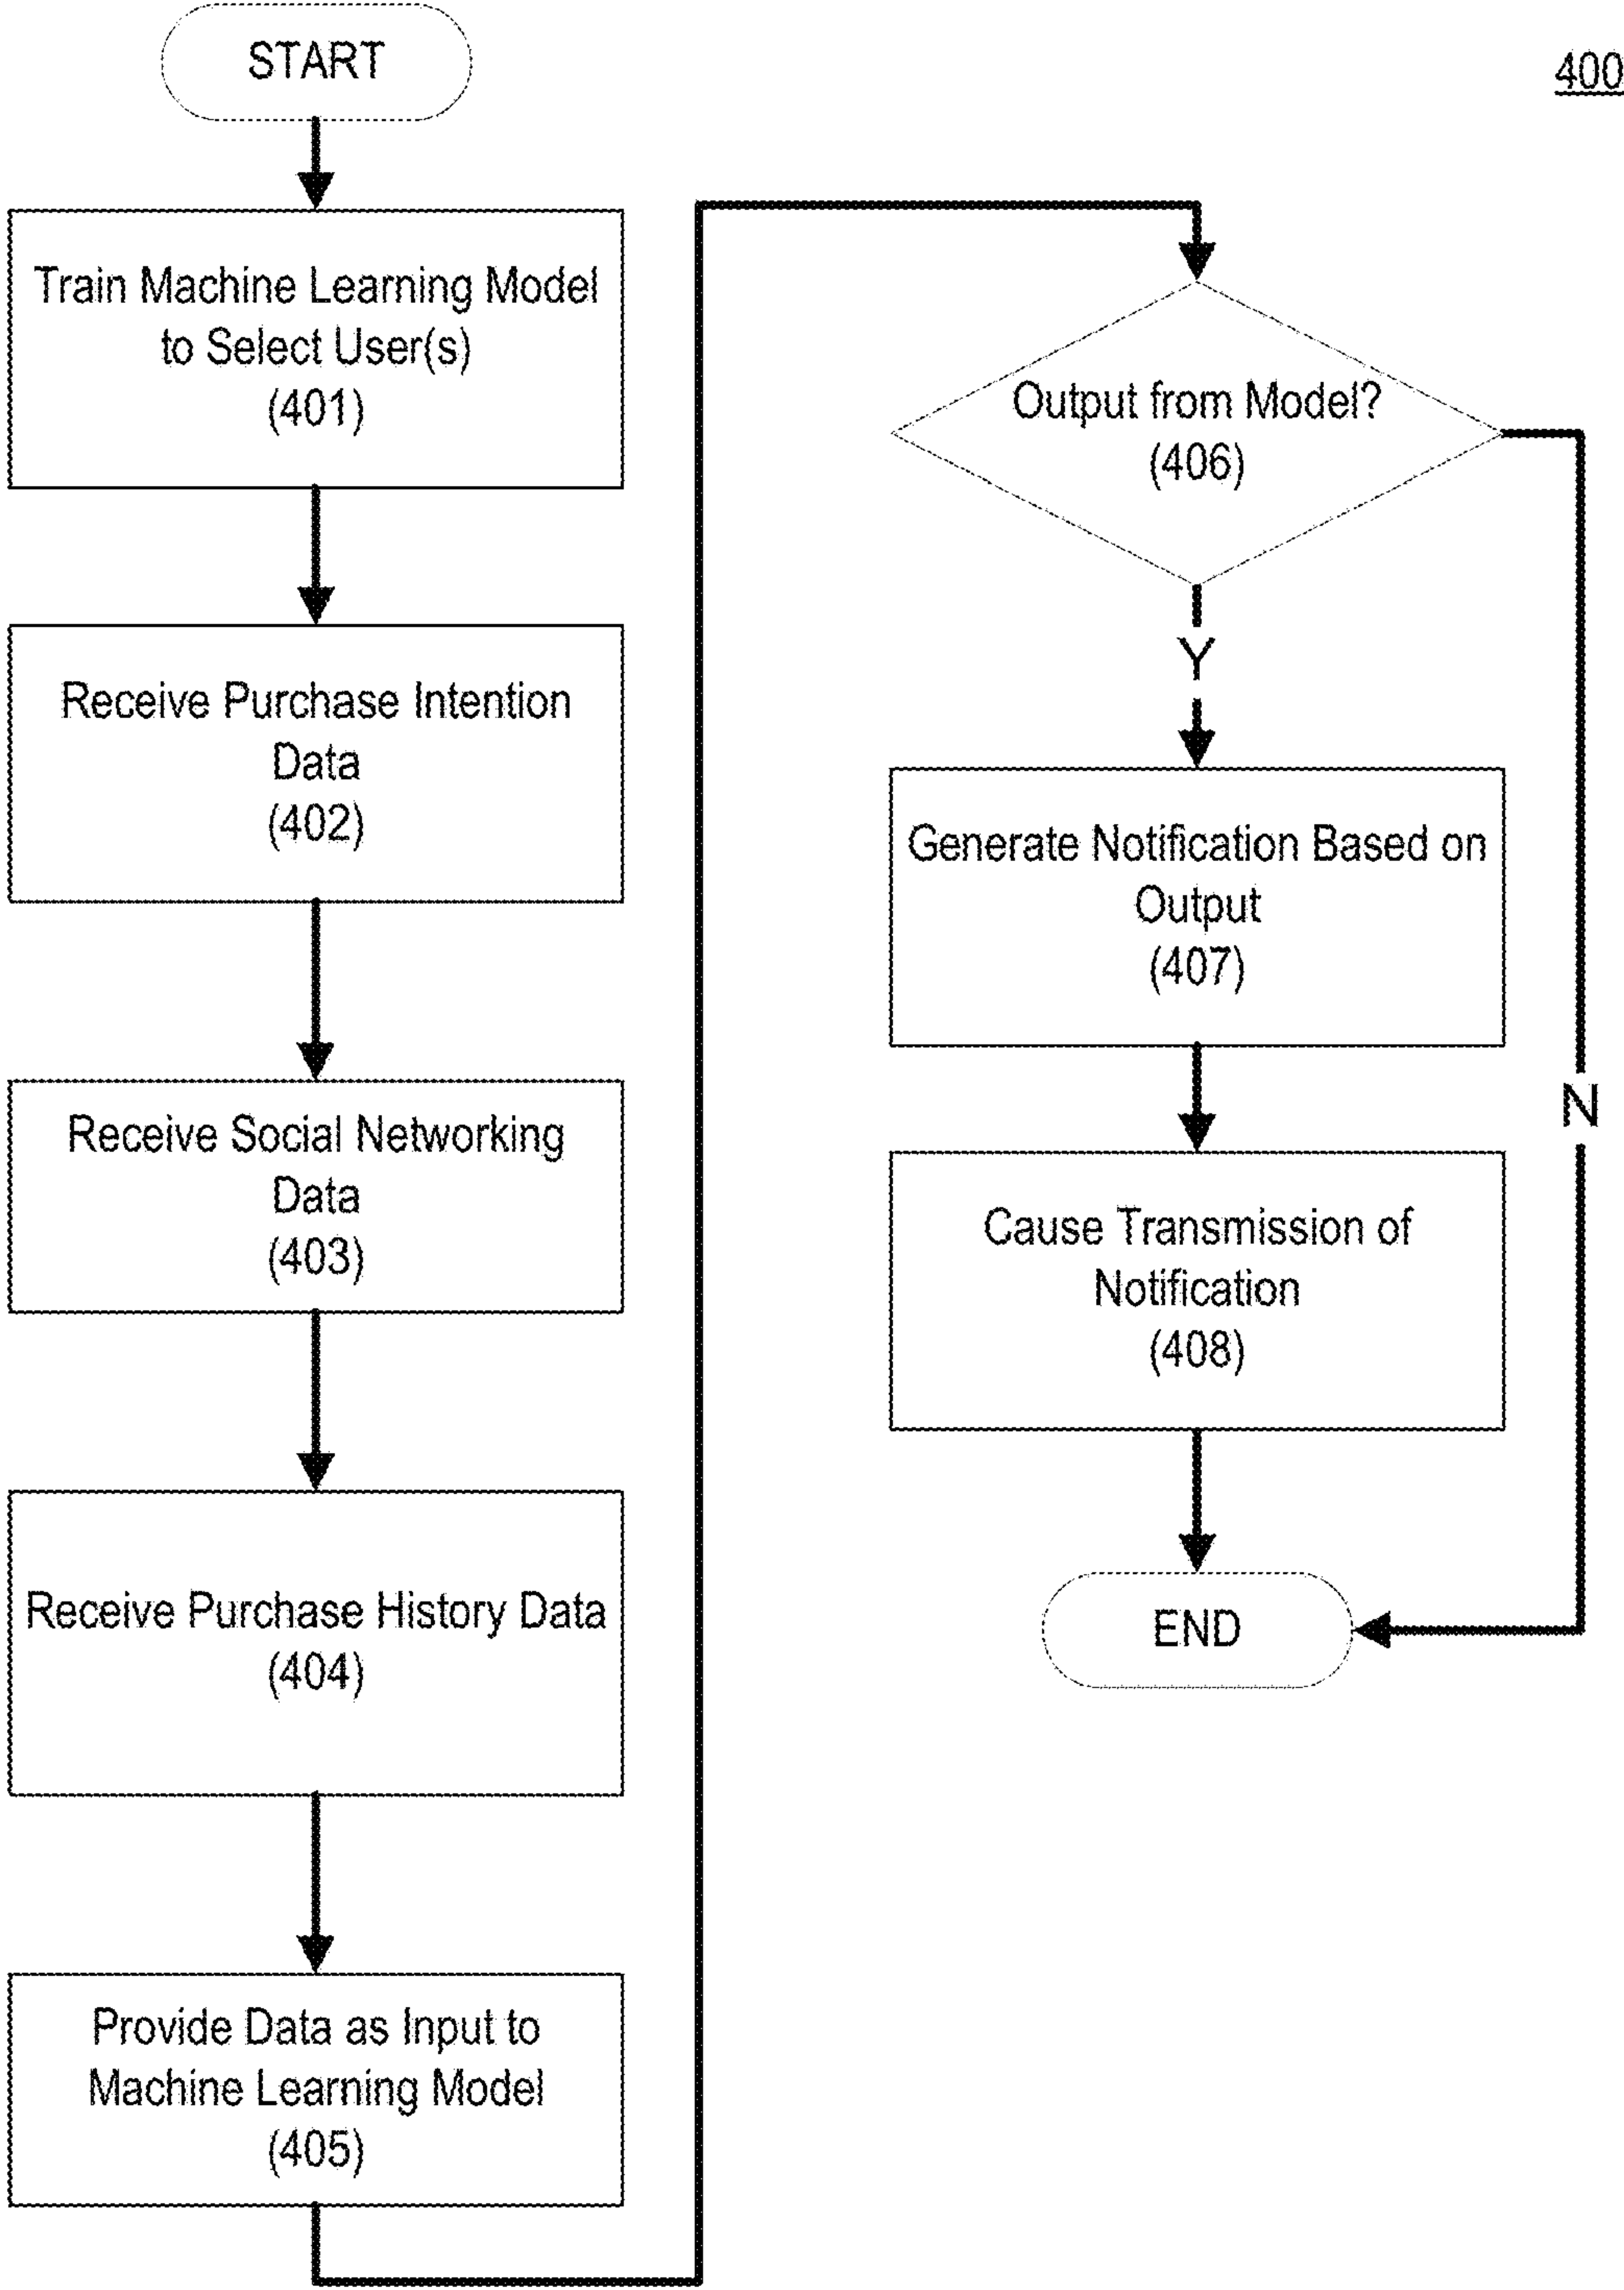 START
400
Train Machine Learning Model
to Select User(s)
(401)
Receive Purchase Intention
Data
(402)
Receive Social Networking
Data
(403)
Receive Purchase History Data
(404)
Provide Data as Input to
Machine Learning Model
(405)
Output from Model?
(406)
Y
N
Generate Notification Based on
Output
(407)
Cause Transmission of
Notification
(408)
END